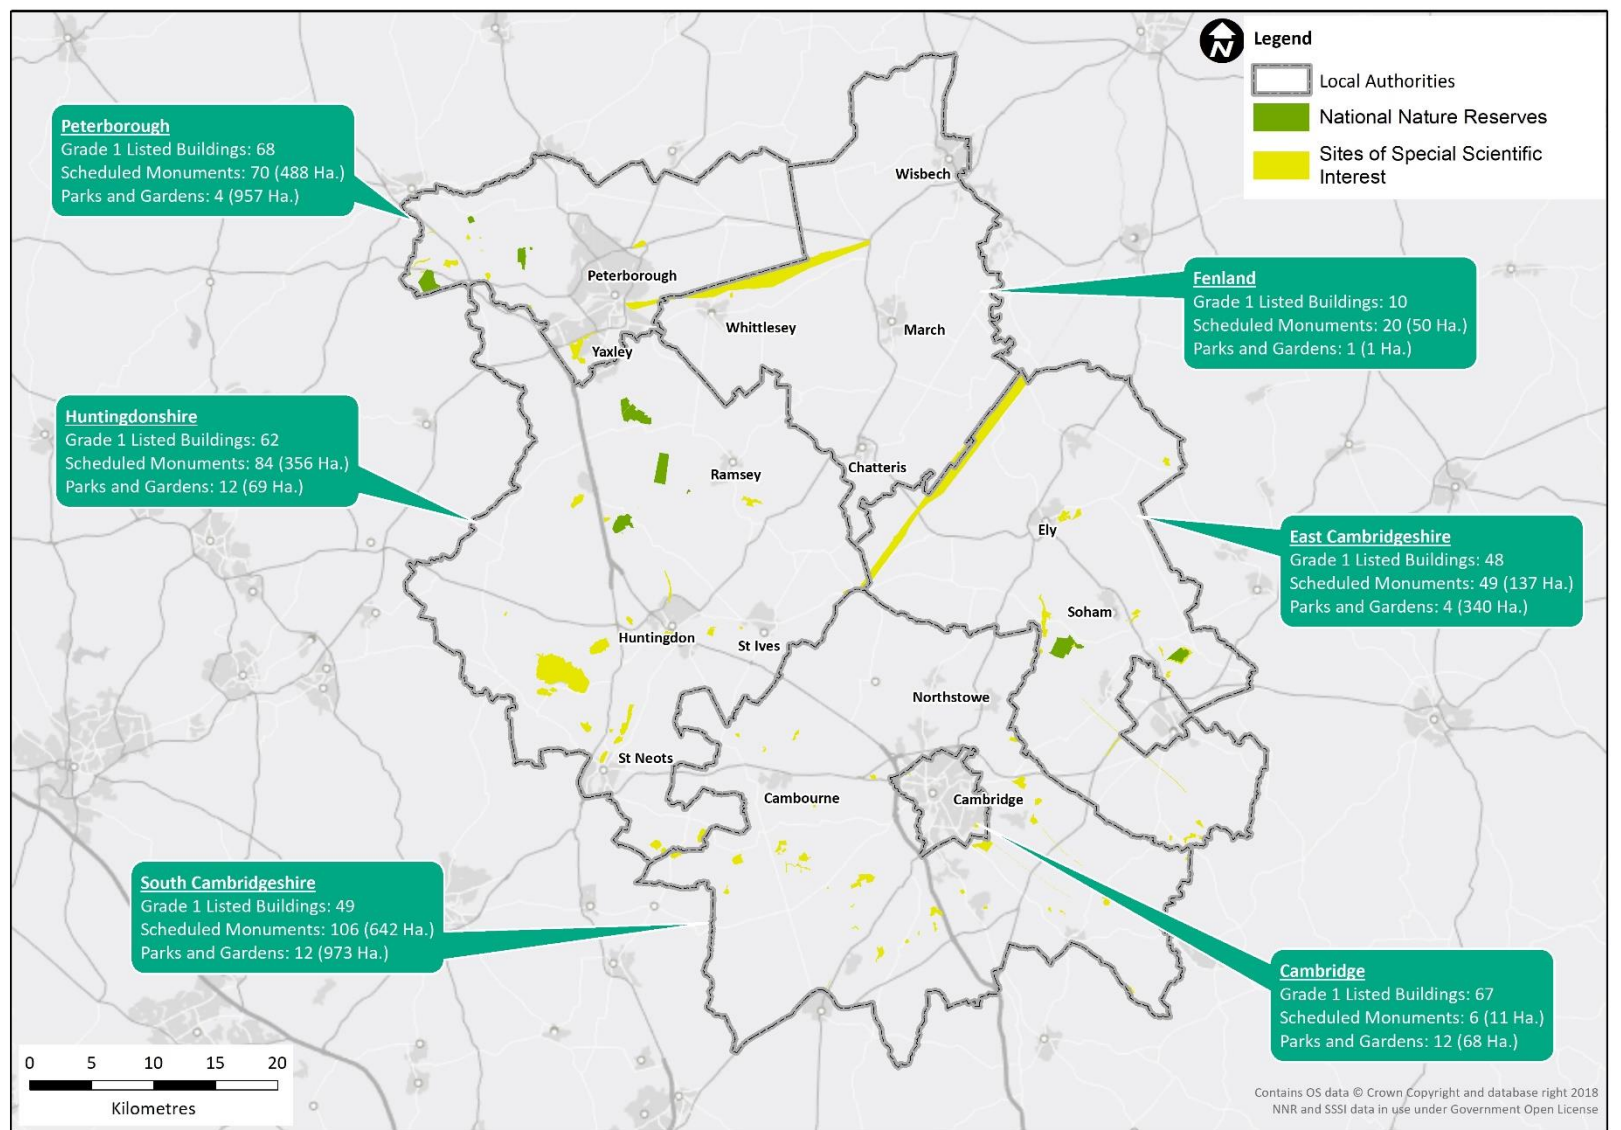 N
Legend
Local Authorities
National Nature Reserves
Sites of Special Scientific
Interest
Peterborough
Grade 1 Listed Buildings: 68
Scheduled Monuments: 70 (488 Ha.)
Parks and Gardens: 4 (957 Ha.)
Wisbech
Peterborough
Fenland
Grade 1 Listed Buildings: 10
Scheduled Monuments: 20 (50 Ha.)
Parks and Gardens: 1 (1 Ha.)
Whittlesey
March
Yaxley
Huntingdonshire
Grade 1 Listed Buildings: 62
Scheduled Monuments: 84 (356 Ha.)
Parks and Gardens: 12 (69 Ha.)
Ramsey
Chatteris
Ely
East Cambridgeshire
Grade 1 Listed Buildings: 48
Scheduled Monuments: 49 (137 Ha.)
Parks and Gardens: 4 (340 Ha.)
Soham
Huntingdon
St Ives
Northstowe
St Neots
Cambourne
Cambridge
South Cambridgeshire
Grade 1 Listed Buildings: 49
Scheduled Monuments: 106 (642 Ha.)
Parks and Gardens: 12 (973 Ha.)
Cambridge
Grade 1 Listed Buildings: 67
Scheduled Monuments: 6 (11 Ha.)
Parks and Gardens: 12 (68 Ha.)
0 5 10 15 20
Kilometres
Contains OS data © Crown Copyright and database right 2018
NNR and SSSI data in use under Government Open License